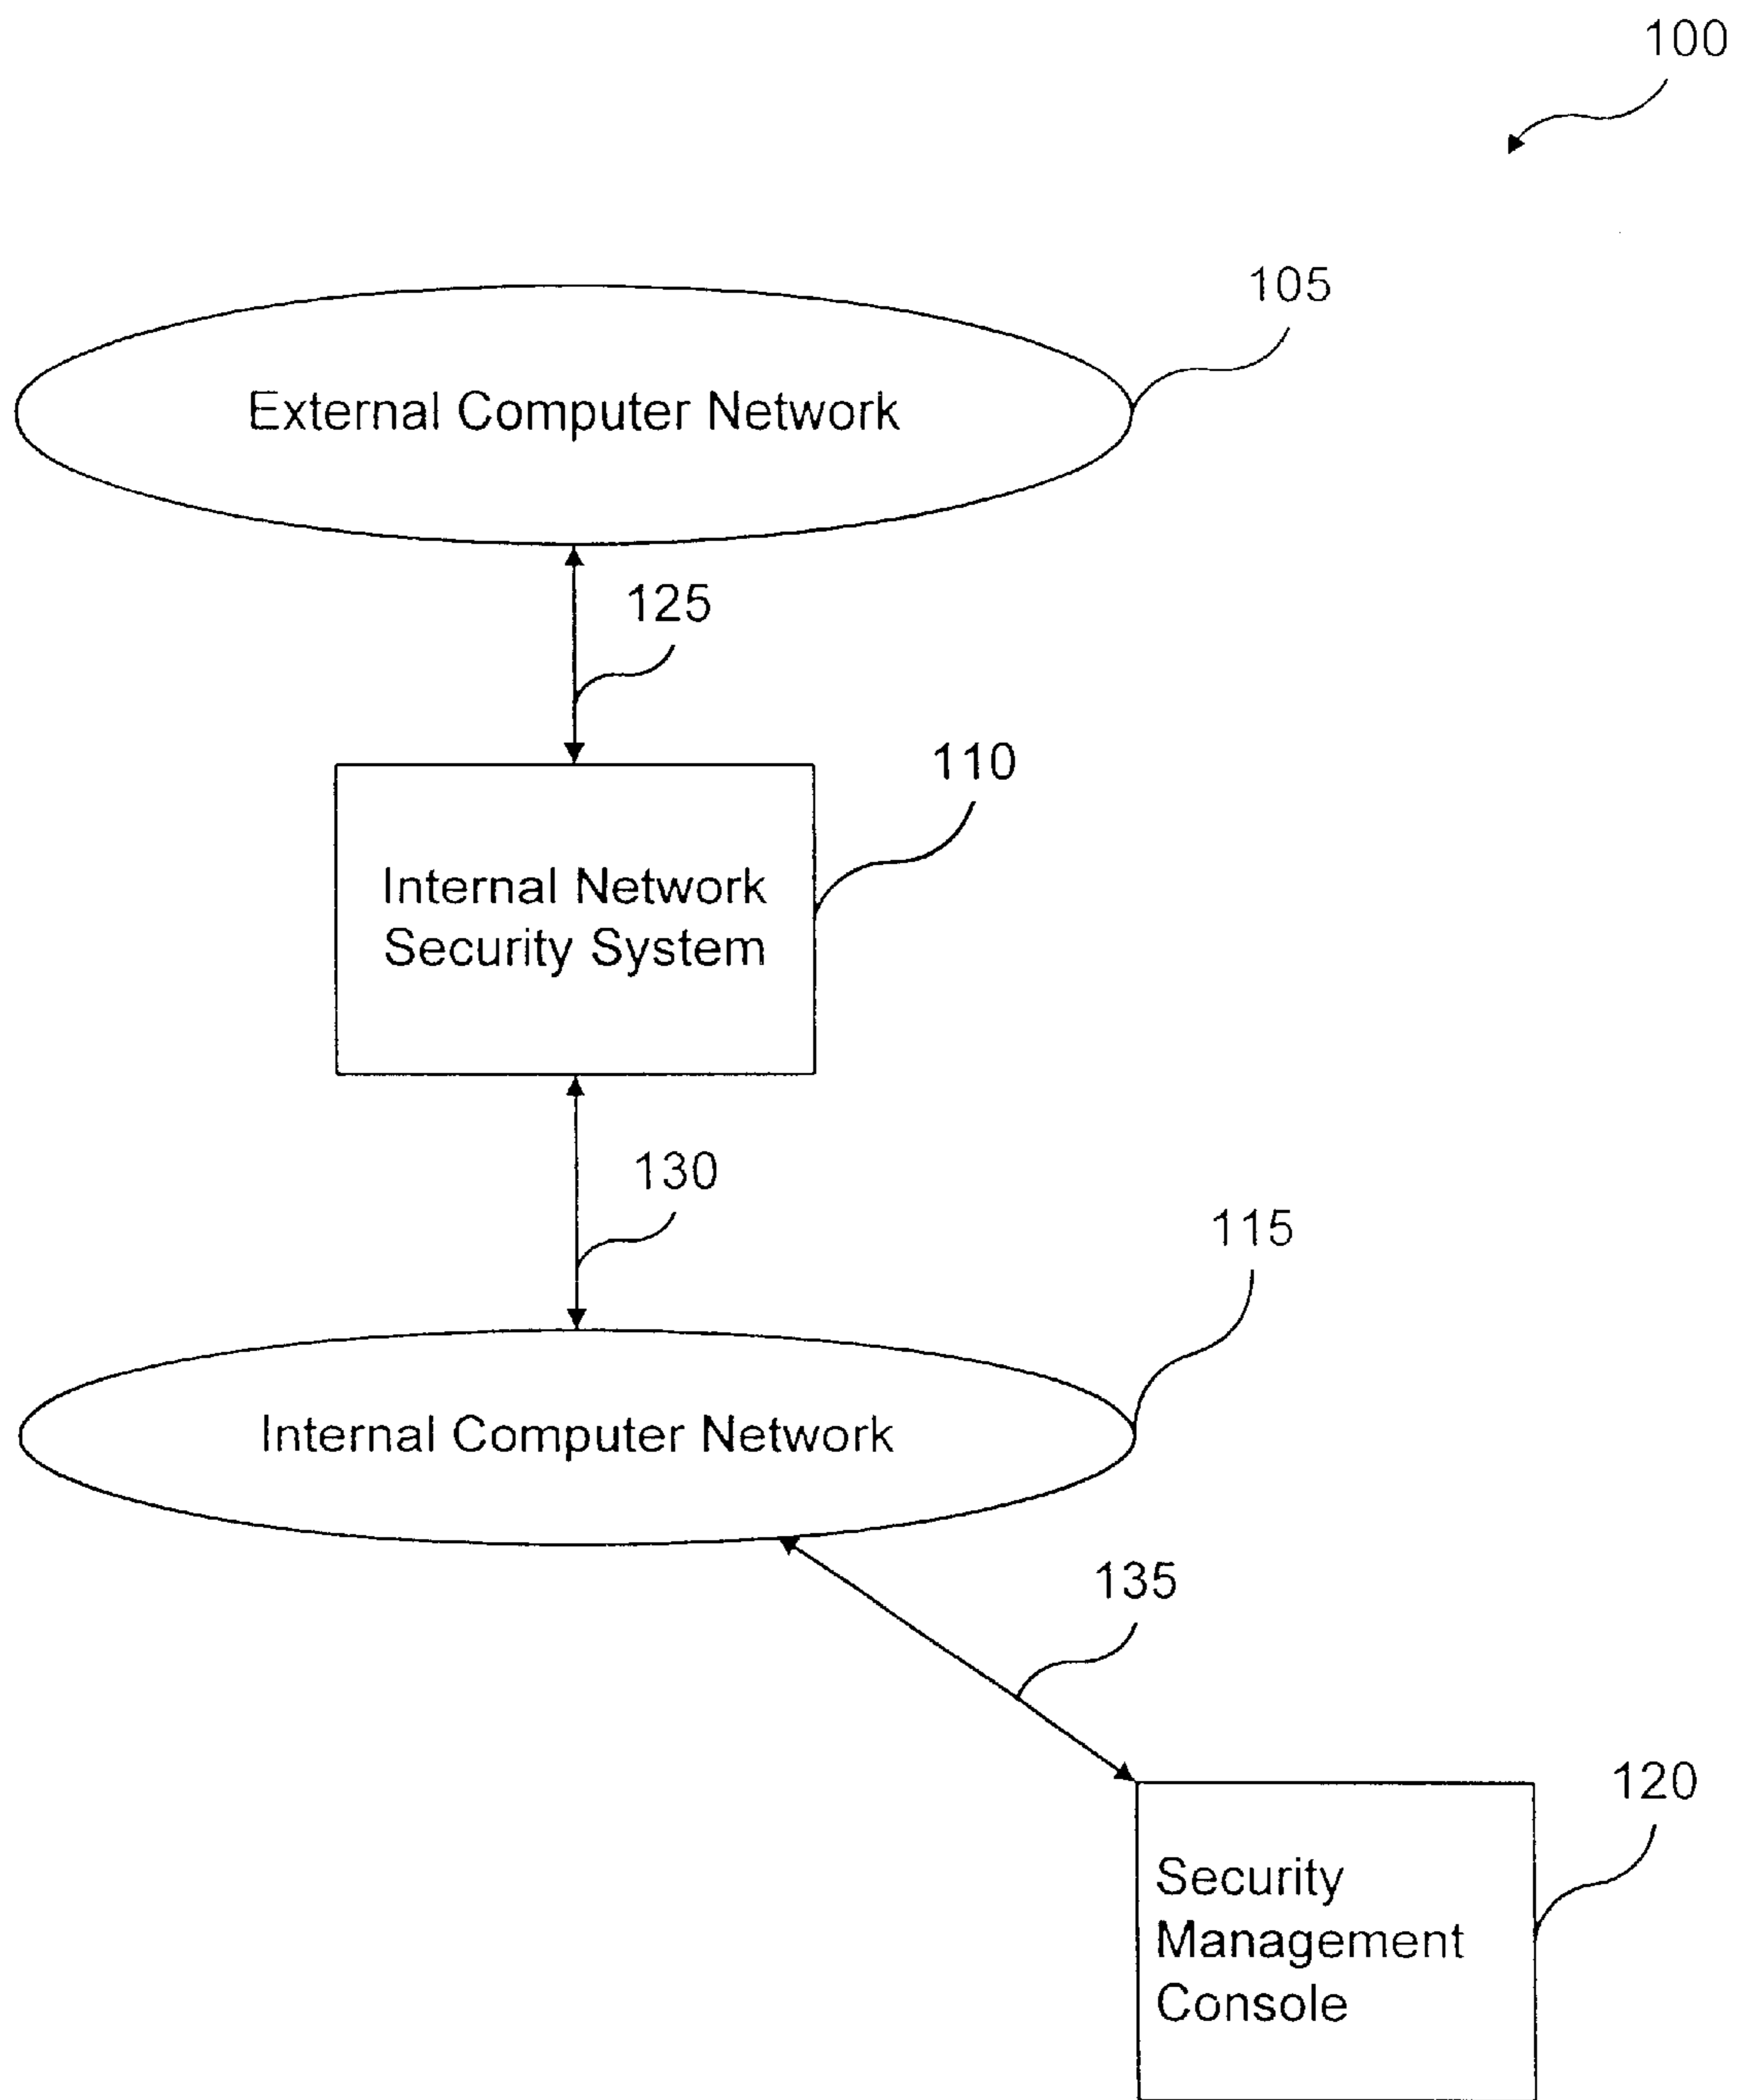 100
105
External Computer Network
125
110
Internal Network
Security System
130
115
Internal Computer Network
135
120
Security
Management
Console